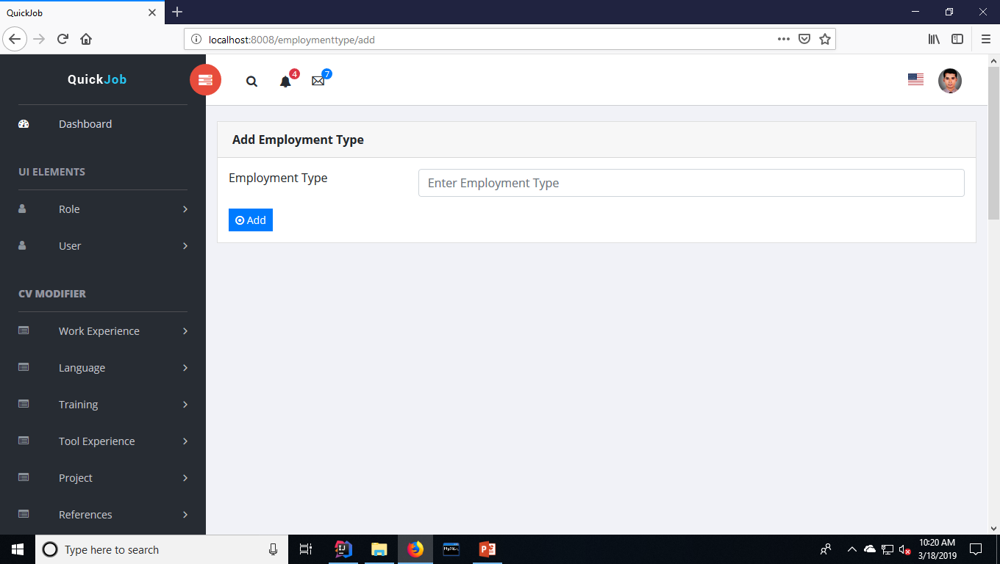 QuickJob
localhost:8008/employmenttype/add
QuickJob
4
7
Dashboard
UI ELEMENTS
Role
User
CV MODIFIER
Work Experience
Language
Training
Tool Experience
Project
References
Add Employment Type
Employment Type
Enter Employment Type
Add
Type here to search
IJ
MySQL
P
10:20 AM
3/18/2019